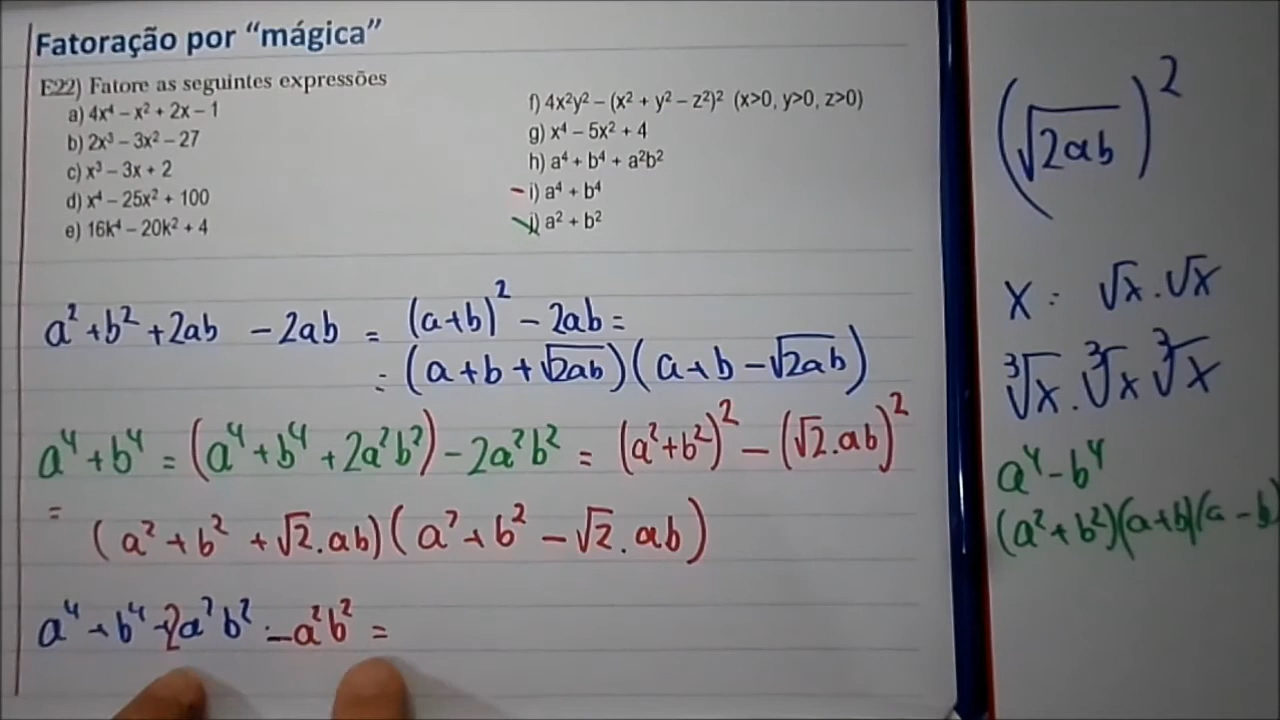 Fatoração por “mágica”
E22) Fatore as seguintes expressões
a) 4x⁴ – x² + 2x – 1
b) 2x³ – 3x² – 27
c) x³ – 3x + 2
d) x⁴ – 25x² + 100
e) 16k⁴ – 20k² + 4
f) 4x²y² – (x² + y² – z²)² (x>0, y>0, z>0)
g) x⁴ – 5x² + 4
h) a⁴ + b⁴ + a²b²
i) a⁴ + b⁴
j) a² + b²
a² + b² + 2ab - 2ab = (a+b)² - 2ab =
= (a + b + √2ab)(a + b - √2ab)
a⁴ + b⁴ = (a⁴ + b⁴ + 2a²b²) - 2a²b² = (a² + b²)² - (√2.ab)²
= (a² + b² + √2.ab)(a² + b² - √2.ab)
a⁴ + b⁴ + 2a²b² - a²b² =
(√2ab)²
x = √x . √x
∛x . ∛x ∛x
a⁴ - b⁴
(a² + b²)(a+b)(a - b)